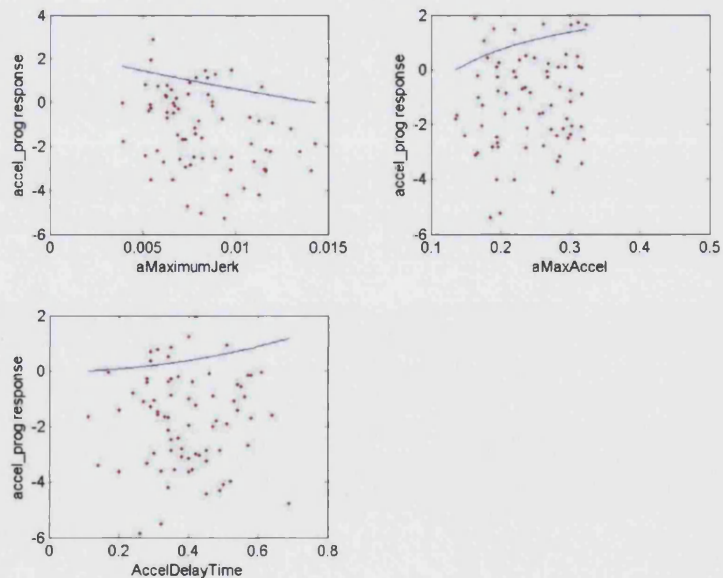 accel_prog response
4
2
0
-2
-4
-6
0 0.005 0.01 0.015
aMaximumJerk
accel_prog response
2
0
-2
-4
-6
0.1 0.2 0.3 0.4 0.5
aMaxAccel
accel_prog response
2
0
-2
-4
-6
0 0.2 0.4 0.6 0.8
AccelDelayTime